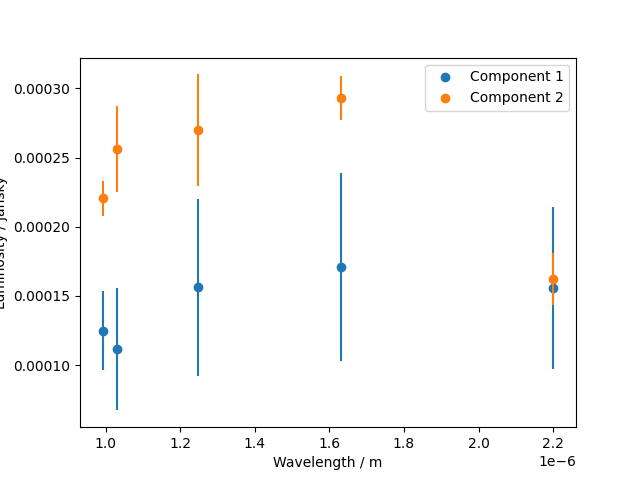 Component 1
Component 2
0.00030
0.00025
0.00020
0.00015
0.00010
Luminosity / Jansky
1.0 1.2 1.4 1.6 1.8 2.0 2.2
1e−6
Wavelength / m